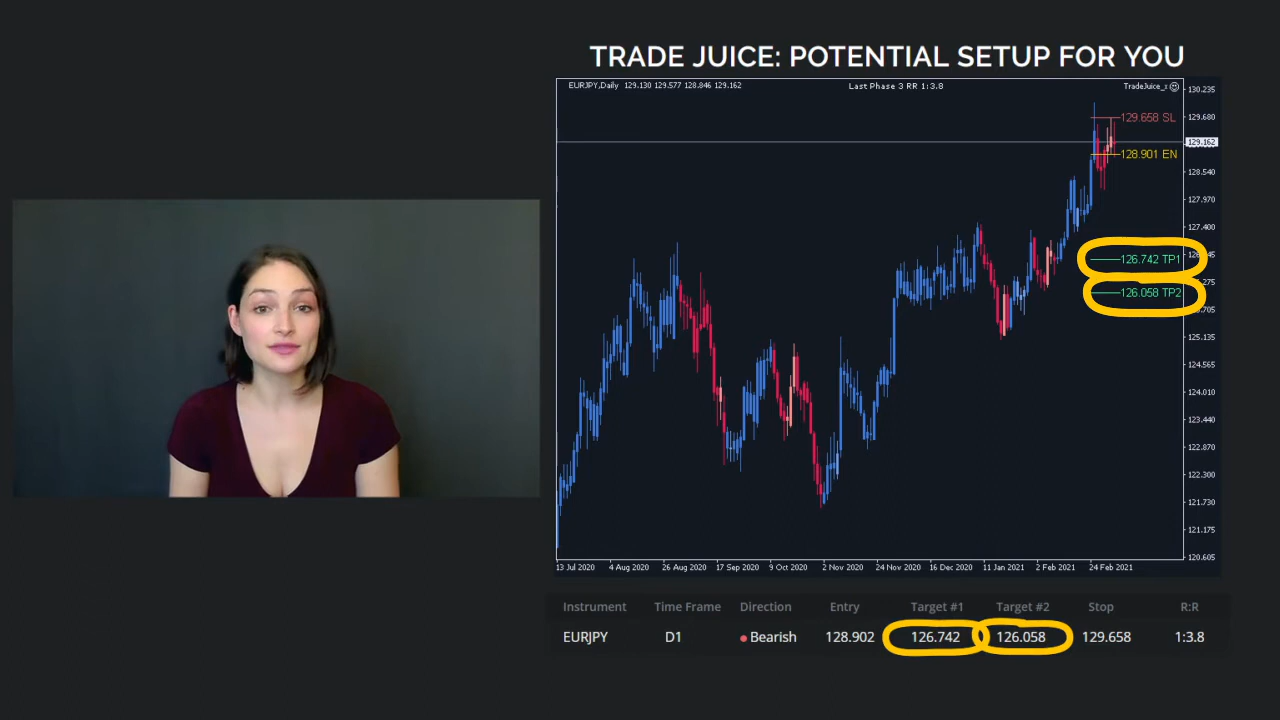 TRADE JUICE: POTENTIAL SETUP FOR YOU
EURJPY,Daily 129.130 129.577 128.846 129.162
Last Phase 3 RR 1:3.8
130.235
129.658 SL
129.680
129.162
128.901 EN
128.540
127.970
127.400
126.742 TP1
126.058 TP2
125.135
124.565
124.010
123.440
122.870
122.300
121.730
121.175
120.605
13 Jul 2020 4 Aug 2020 26 Aug 2020 17 Sep 2020 9 Oct 2020 2 Nov 2020 24 Nov 2020 16 Dec 2020 11 Jan 2021 2 Feb 2021 24 Feb 2021
Instrument Time Frame Direction Entry Target #1 Target #2 Stop R:R
EURJPY D1 Bearish 128.902 126.742 126.058 129.658 1:3.8